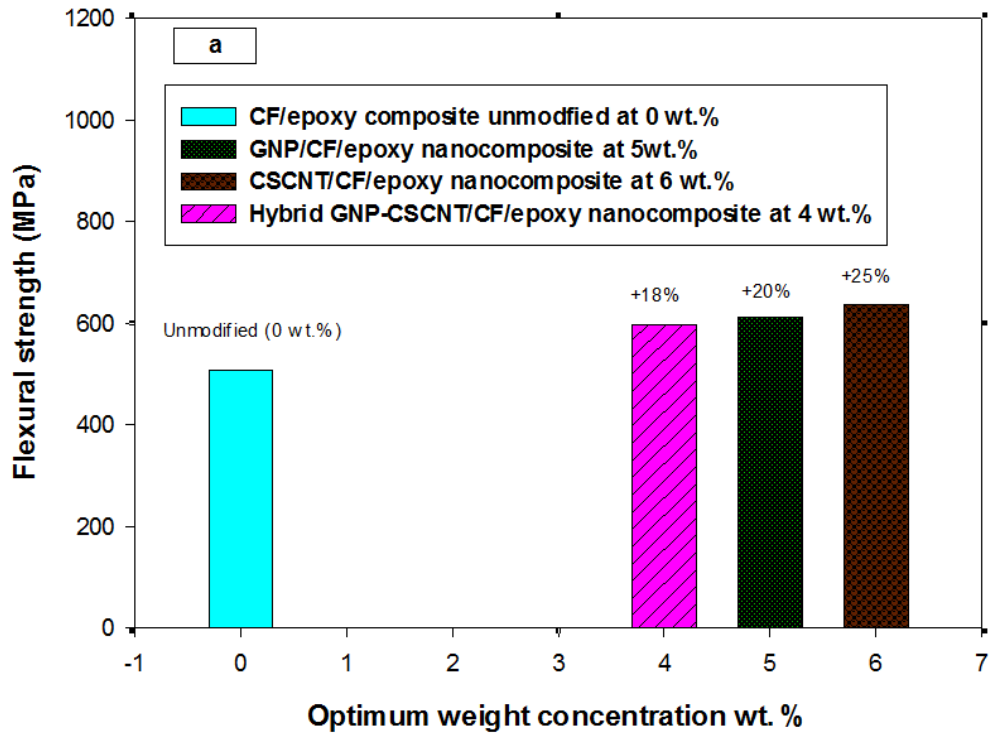 a
CF/epoxy composite unmodfied at 0 wt.%
GNP/CF/epoxy nanocomposite at 5wt.%
CSCNT/CF/epoxy nanocomposite at 6 wt.%
Hybrid GNP-CSCNT/CF/epoxy nanocomposite at 4 wt.%
Flexural strength (MPa)
1200
1000
800
600
400
200
0
Unmodified (0 wt.%)
+18%
+20%
+25%
-1 0 1 2 3 4 5 6 7
Optimum weight concentration wt. %